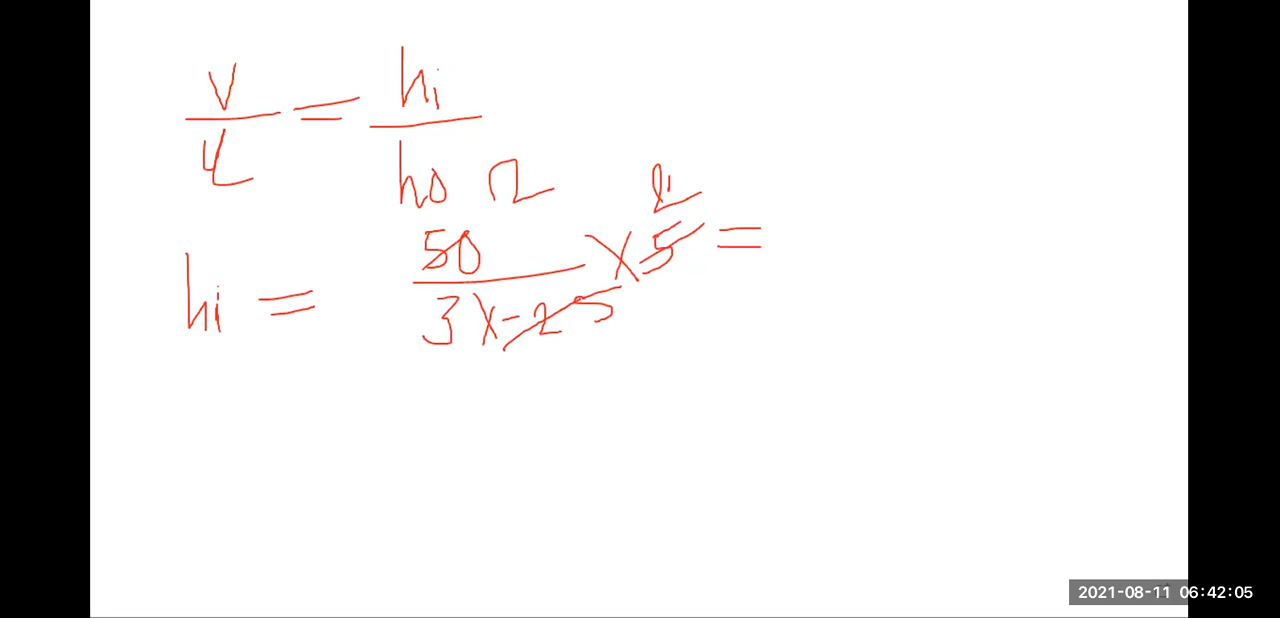 v/u = hi/ho
hi = 50/3x-25 × 5 =
2021-08-11 06:42:05